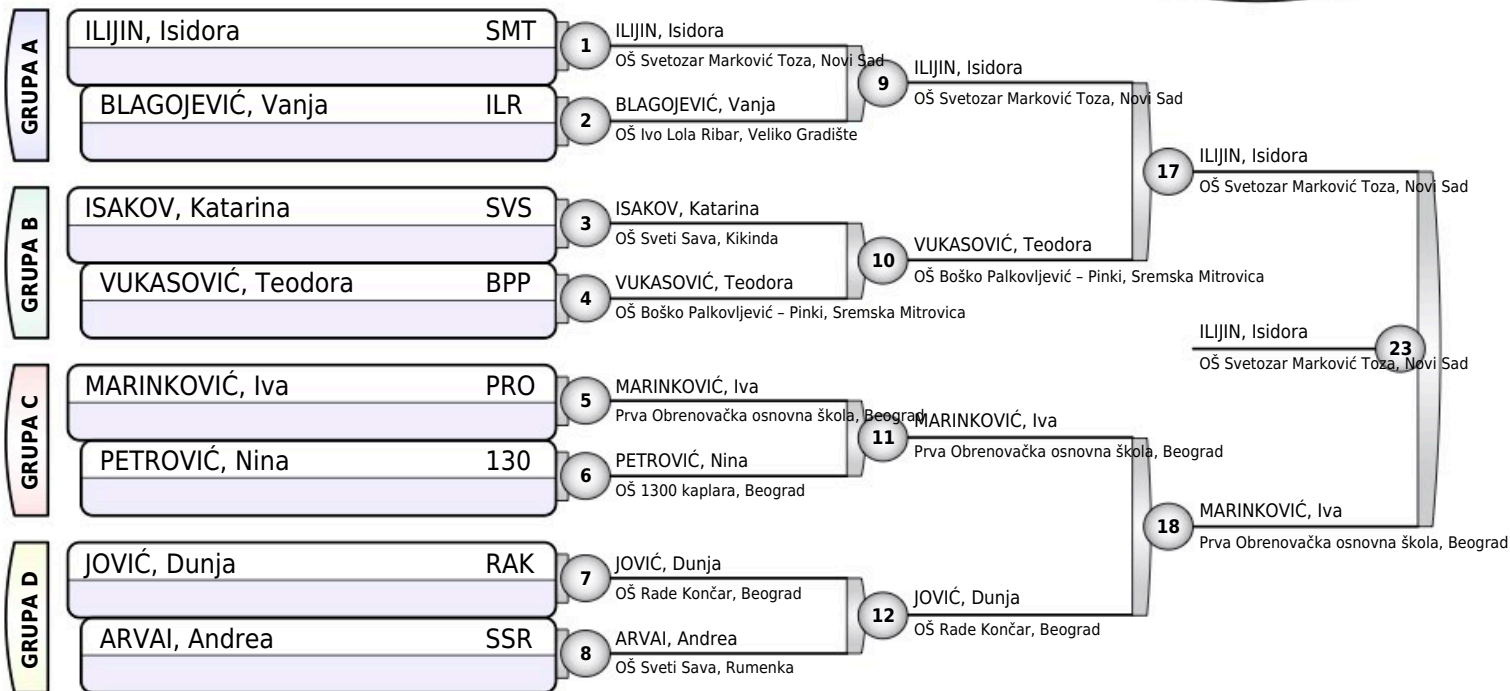 GRUPA A
ILIJIN, Isidora SMT
BLAGOJEVIĆ, Vanja ILR
GRUPA B
ISAKOV, Katarina SVS
VUKASOVIĆ, Teodora BPP
GRUPA C
MARINKOVIĆ, Iva PRO
PETROVIĆ, Nina 130
GRUPA D
JOVIĆ, Dunja RAK
ARVAI, Andrea SSR
1
ILIJIN, Isidora
OŠ Svetozar Marković Toza, Novi Sad
2
BLAGOJEVIĆ, Vanja
OŠ Ivo Lola Ribar, Veliko Gradište
3
ISAKOV, Katarina
OŠ Sveti Sava, Kikinda
4
VUKASOVIĆ, Teodora
OŠ Boško Palkovljević – Pinki, Sremska Mitrovica
5
MARINKOVIĆ, Iva
Prva Obrenovačka osnovna škola, Beograd
6
PETROVIĆ, Nina
OŠ 1300 kaplara, Beograd
7
JOVIĆ, Dunja
OŠ Rade Končar, Beograd
8
ARVAI, Andrea
OŠ Sveti Sava, Rumenka
9
ILIJIN, Isidora
OŠ Svetozar Marković Toza, Novi Sad
10
VUKASOVIĆ, Teodora
OŠ Boško Palkovljević – Pinki, Sremska Mitrovica
11
MARINKOVIĆ, Iva
Prva Obrenovačka osnovna škola, Beograd
12
JOVIĆ, Dunja
OŠ Rade Končar, Beograd
17
ILIJIN, Isidora
OŠ Svetozar Marković Toza, Novi Sad
18
MARINKOVIĆ, Iva
Prva Obrenovačka osnovna škola, Beograd
23
ILIJIN, Isidora
OŠ Svetozar Marković Toza, Novi Sad